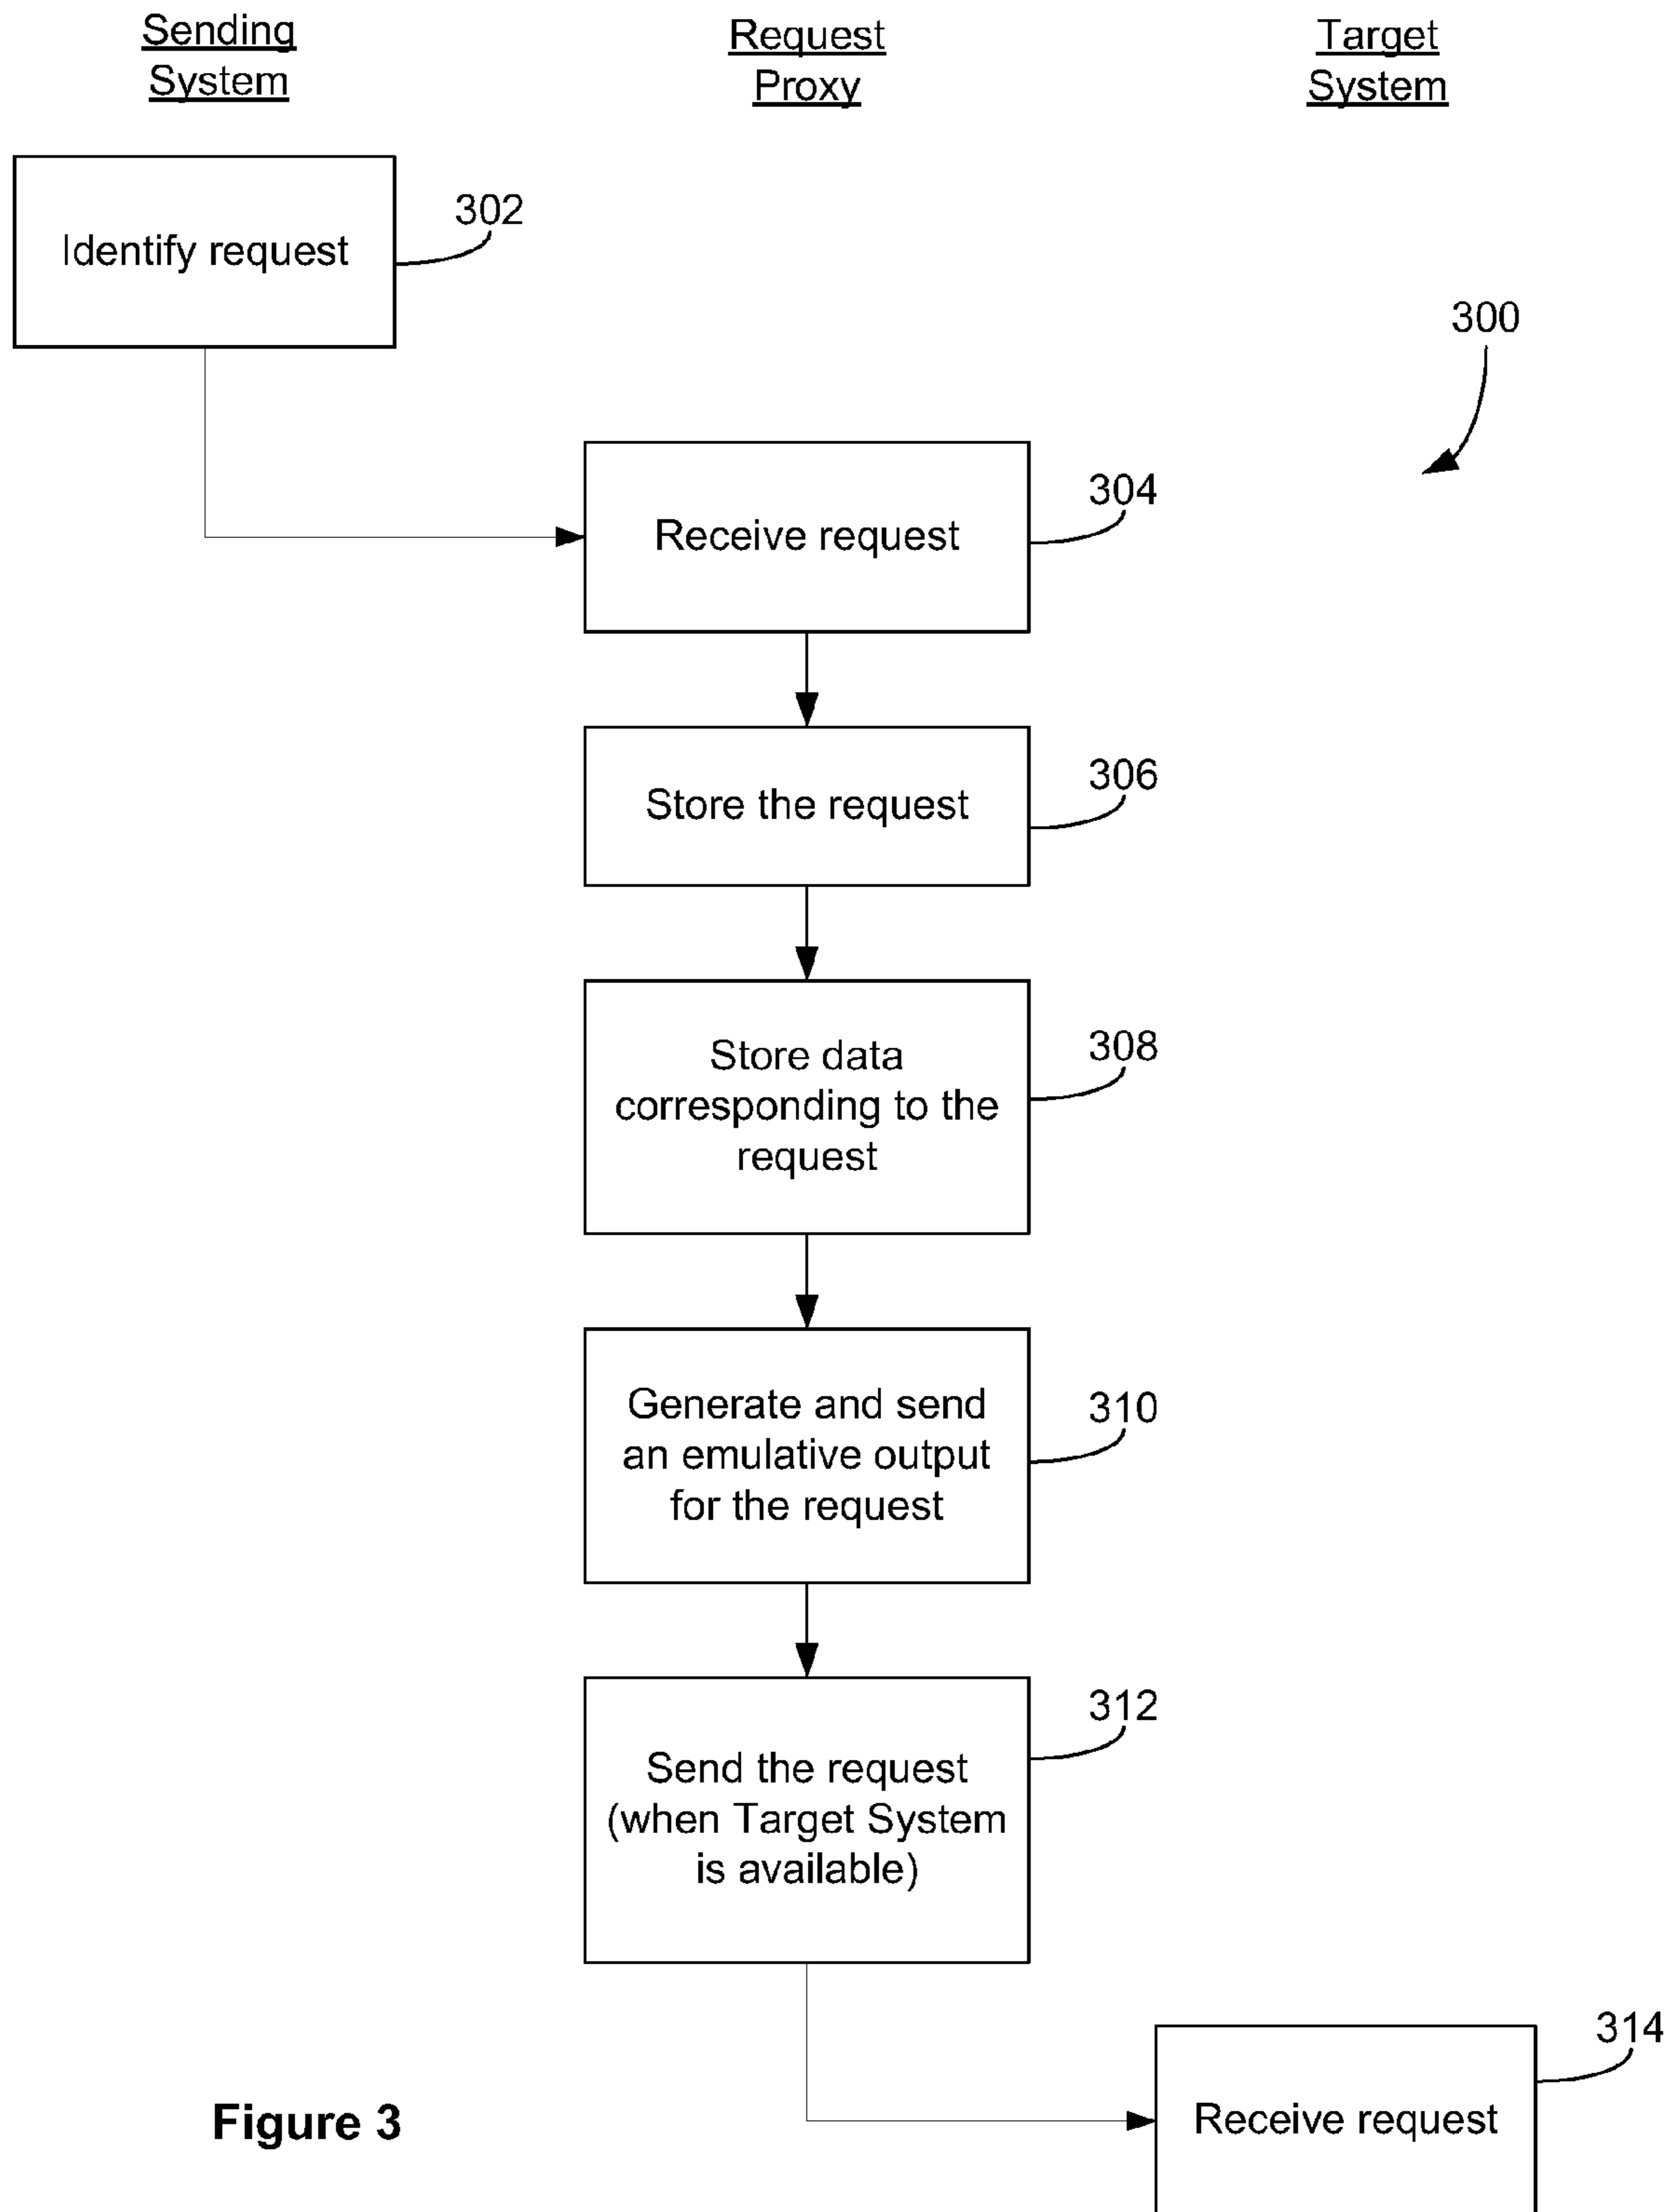 Sending
System
Request
Proxy
Target
System
Identify request
302
300
Receive request
304
Store the request
306
Store data
corresponding to the
request
308
Generate and send
an emulative output
for the request
310
Send the request
(when Target System
is available)
312
Receive request
314
Figure 3